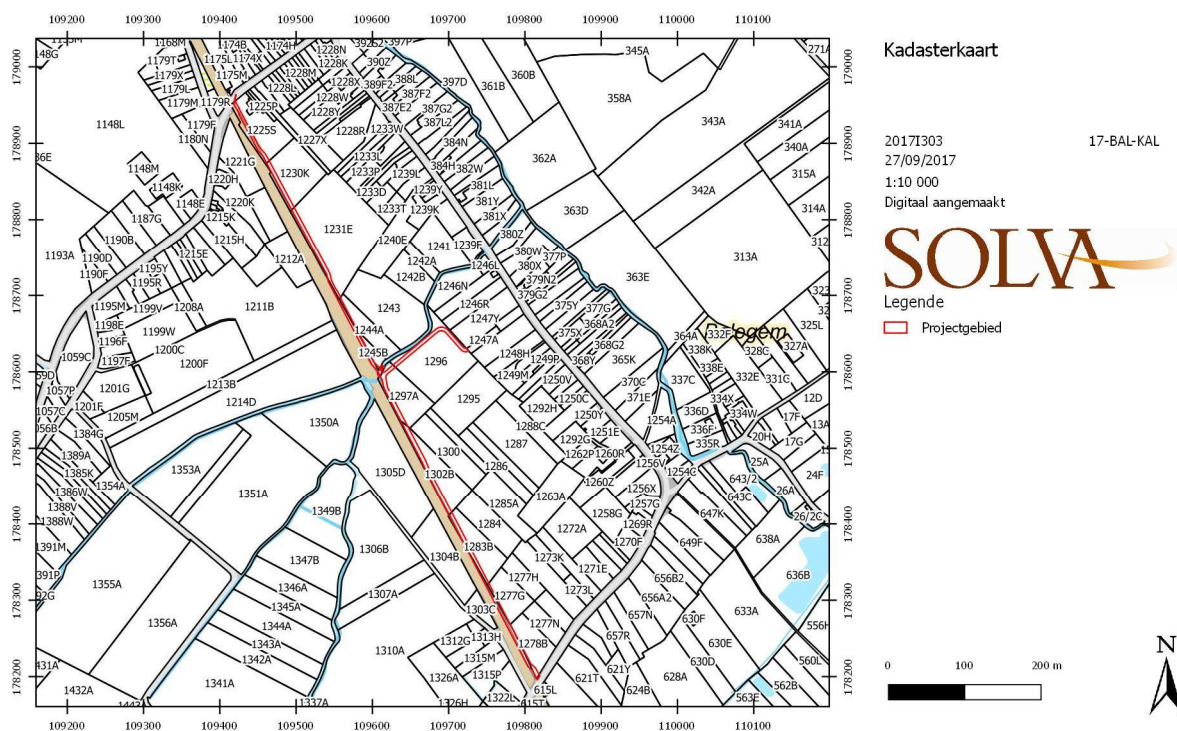 109200 109300 109400 109500 109600 109700 109800 109900 110000 110100
179000 178900 178800 178700 178600 178500 178400 178300 178200
Kadasterkaart
2017I303 17-BAL-KAL
27/09/2017
1:10 000
Digitaal aangemaakt
SOLVA
Legende
Projectgebied
0 100 200 m
N
1168M 1174B 1174H 1228N 397P
1179T 1175L 1174X 1228K 390Z 345A 271A
1179X 1175M 1228M 1228X 388L 397D 360B
1179L 1228L 389F2 387F2 361B 358A
1179M 1179R 1225P 1228W 387E2 387G2 343A
1148L 1179F 1225S 1228Y 387L2 341A
1180N 1227X 1228R 1233W 384N 340A
1148M 1221G 1230K 1233L 384H 382W 362A 315A
1148K 1220H 1233P 1239L 381L 342A
1148E 1220K 1233D 1239Y 381Y 314A
1187G 1215K 1233T 1239K 381X 363D
1190B 1215H 1231E 1240E 1241 1239F 380Z
1193A 1190D 1215E 1212A 1242A 380W 377P 313A
1190F 1195Y 1242B 1246L 380X 363E
1195R 1246N 379N2
1195M 1199V 1208A 1211B 1243 1246R 379G2 375Y 377G
1198E 1199W 1244A 1247Y 375X 368A2 364A 332F 325L
1196F 1200C 1245B 1247A 368G2 338K 328C 327A
1059C 1197F 1200F 1296 1248H 1249P 368Y 365K 338E
1057P 1201G 1213B 1249M 1250V 370C 337C 332E 331C
1057C 1201F 1214D 1297A 1295 1250C 371E 334X 12D
1205M 1292H 1250Y 1254A 336D 334W 17F
1384G 1350A 1288C 1251E 336F 20H
1389A 1300 1287 1292G 1254Z 335R 17G
1385K 1353A 1305D 1302B 1286 1262P 1260R 1256V 1254C 25A
1386W 1354A 1351A 1285A 1260Z 1256X 643/2 24F
1388V 1349B 1284 1257G 643C 26A
1388W 1258G 1269R 647K 26/2C
1391M 1306B 1283B 1272A 1270F 649F 638A
1391P 1355A 1347B 1304B 1273K 1271E 656B2 636B
1346A 1307A 1277H 1273L 656A2
1345A 1303C 1277G 657N 630F 633A
1356A 1344A 1312G 1313H 1277N 657R 630E 556H
1343A 1310A 1315M 1278B 630D 560L
1342A 1315P 621Y
1432A 1341A 1326A 615L 621T 628A 562B
1337A 1326H 1322L 615T 624B 563E